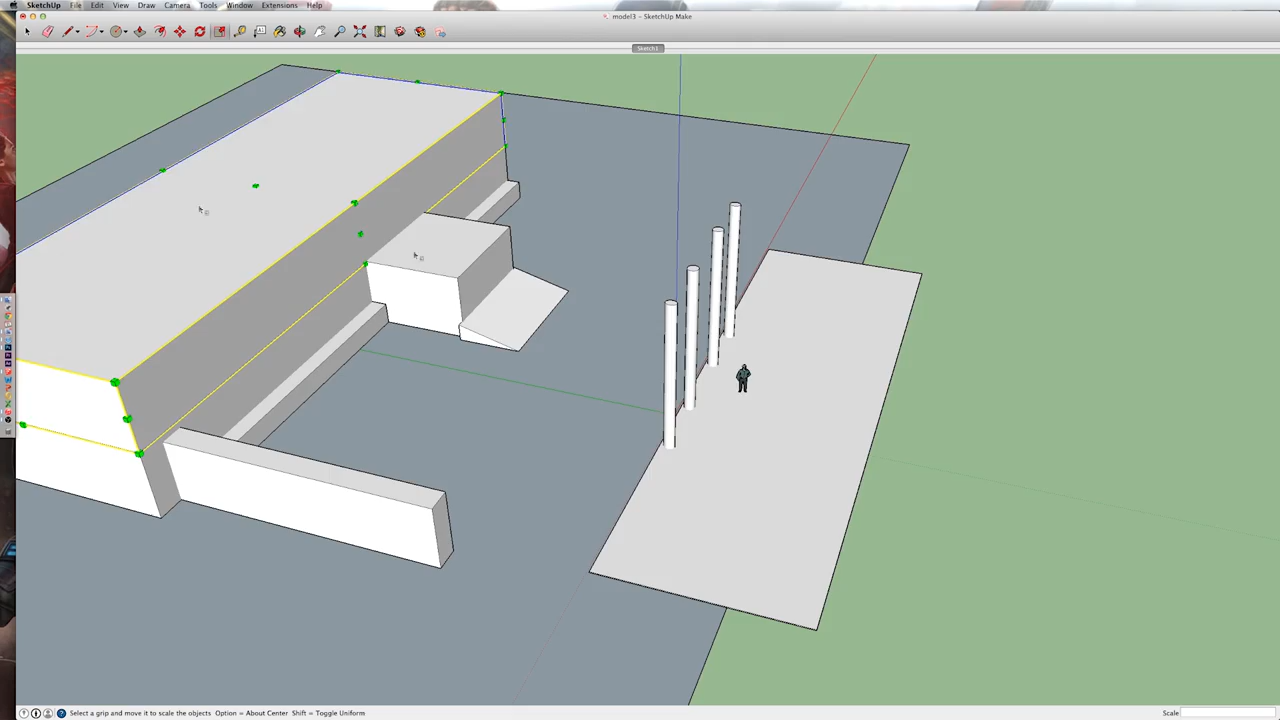 SketchUp File Edit View Draw Camera Tools Window Extensions Help
model3 - SketchUp Make
Sketch1
Select a grip and move it to scale the objects Option = About Center Shift = Toggle Uniform Scale